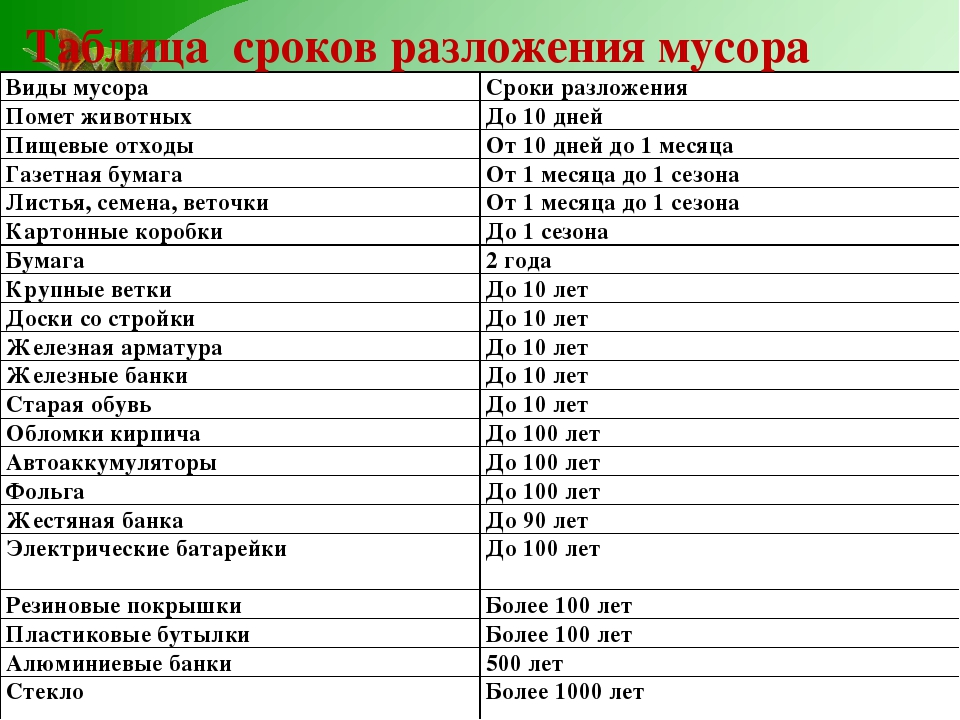 Таблица сроков разложения мусора
Виды мусора Сроки разложения
Помет животных До 10 дней
Пищевые отходы От 10 дней до 1 месяца
Газетная бумага От 1 месяца до 1 сезона
Листья, семена, веточки От 1 месяца до 1 сезона
Картонные коробки До 1 сезона
Бумага 2 года
Крупные ветки До 10 лет
Доски со стройки До 10 лет
Железная арматура До 10 лет
Железные банки До 10 лет
Старая обувь До 10 лет
Обломки кирпича До 100 лет
Автоаккумуляторы До 100 лет
Фольга До 100 лет
Жестяная банка До 90 лет
Электрические батарейки До 100 лет
Резиновые покрышки Более 100 лет
Пластиковые бутылки Более 100 лет
Алюминиевые банки 500 лет
Стекло Более 1000 лет